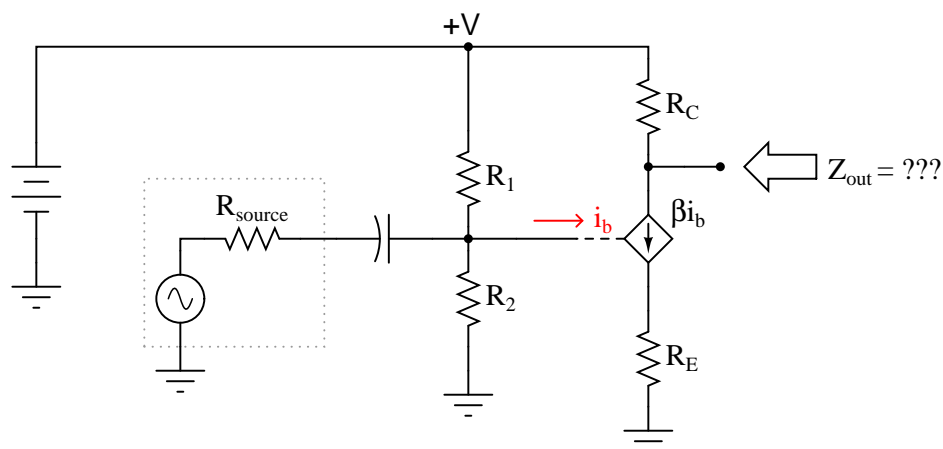 +V
R_C
Z_out = ???
R_1
R_source
i_b
βi_b
R_2
R_E